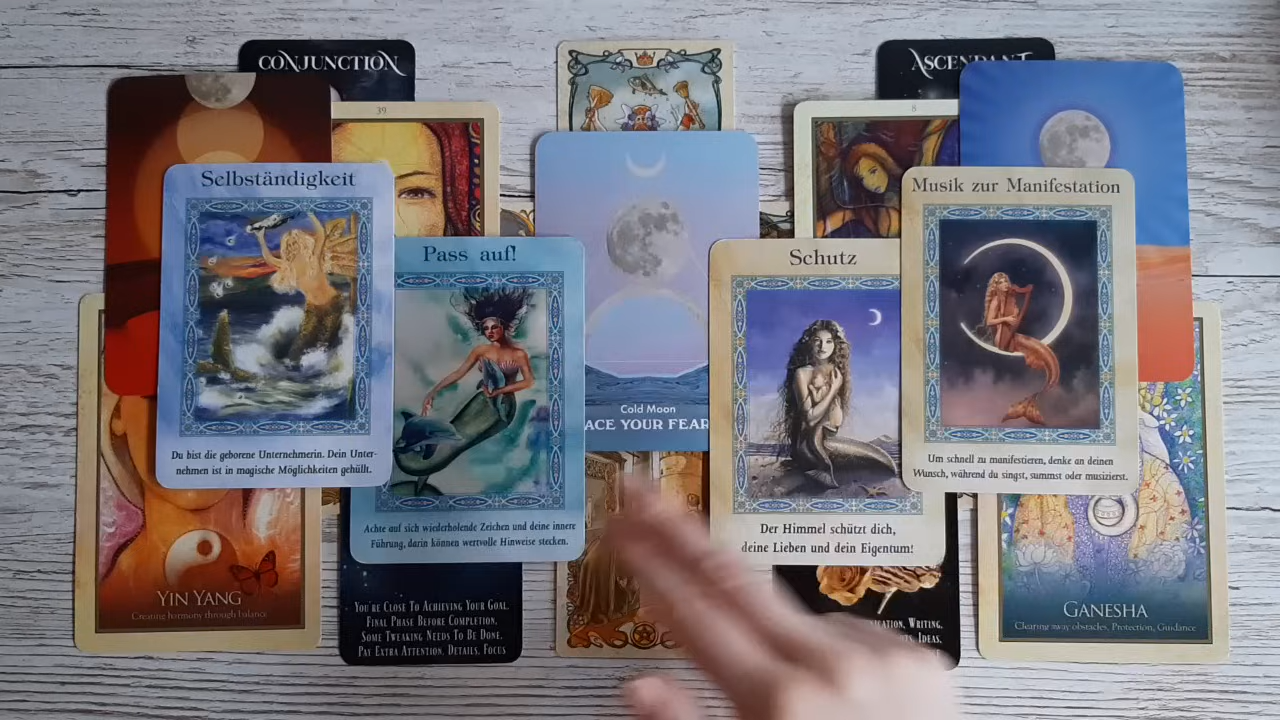 CONJUNCTION
ASCENDANT
39
8
Selbständigkeit
Musik zur Manifestation
Pass auf!
Schutz
Cold Moon
ACE YOUR FEAR
Du bist die geborene Unternehmerin. Dein Unter-
nehmen ist in magische Möglichkeiten gehüllt.
Um schnell zu manifestieren, denke an deinen
Wunsch, während du singst, summst oder musizierst.
Achte auf sich wiederholende Zeichen und deine innere
Führung, darin können wertvolle Hinweise stecken.
Der Himmel schützt dich,
deine Lieben und dein Eigentum!
YIN YANG
Creating harmony through balance
YOU'RE CLOSE TO ACHIEVING YOUR GOAL.
FINAL PHASE BEFORE COMPLETION.
SOME TWEAKING NEEDS TO BE DONE.
PAY EXTRA ATTENTION, DETAILS, FOCUS
WRITING,
IDEAS,
GANESHA
Clearing away obstacles, Protection, Guidance